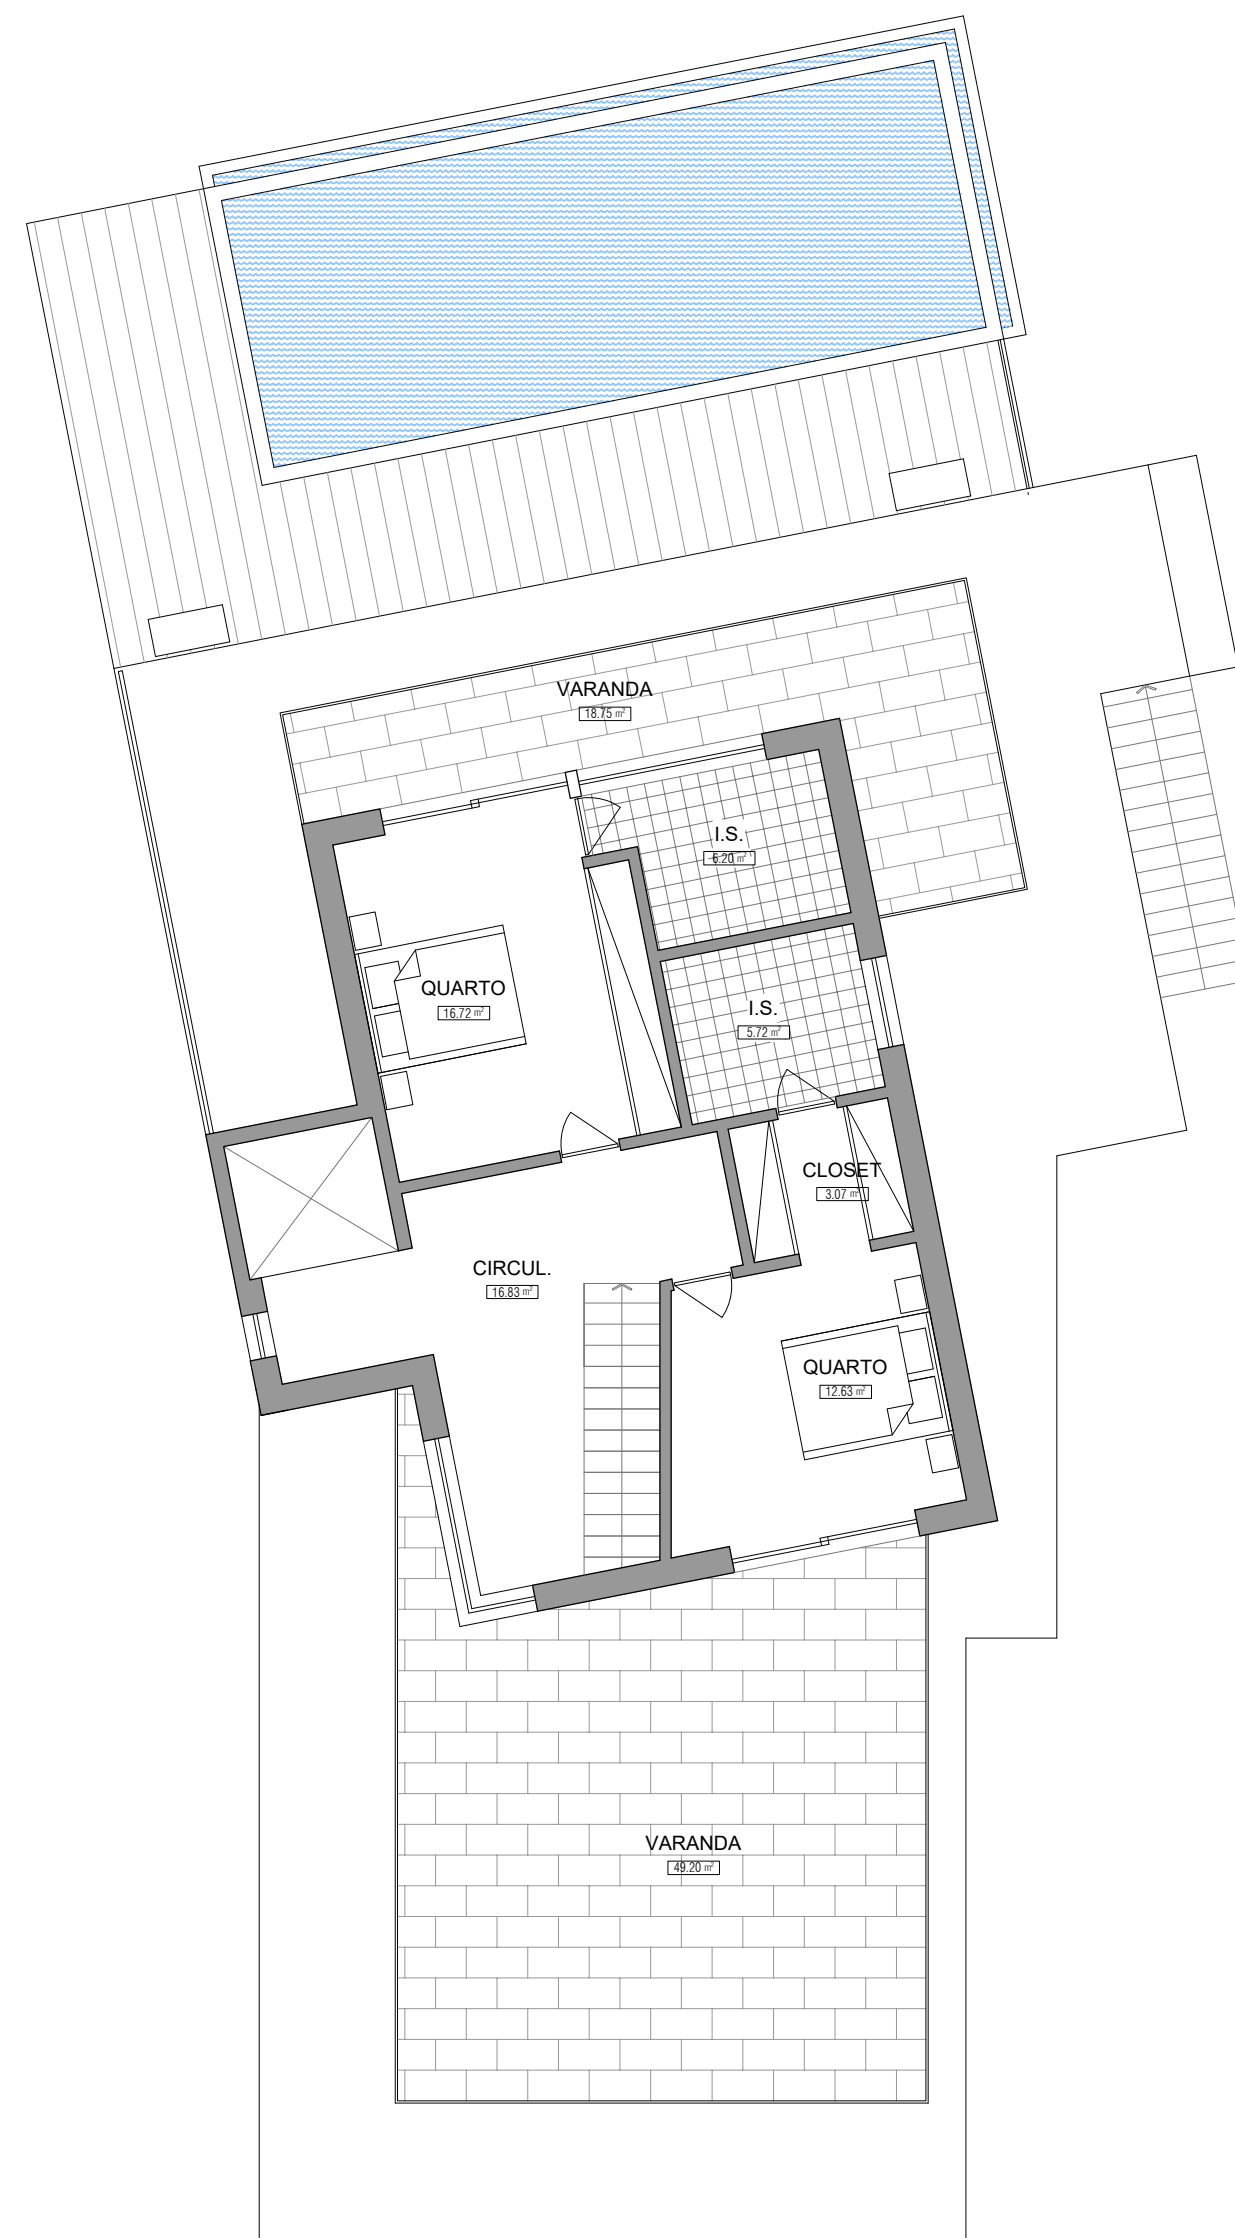 VARANDA
18.75 m²
I.S.
6.20 m²
QUARTO
16.72 m²
I.S.
5.72 m²
CLOSET
3.07 m²
CIRCUL.
16.83 m²
QUARTO
12.63 m²
VARANDA
49.20 m²